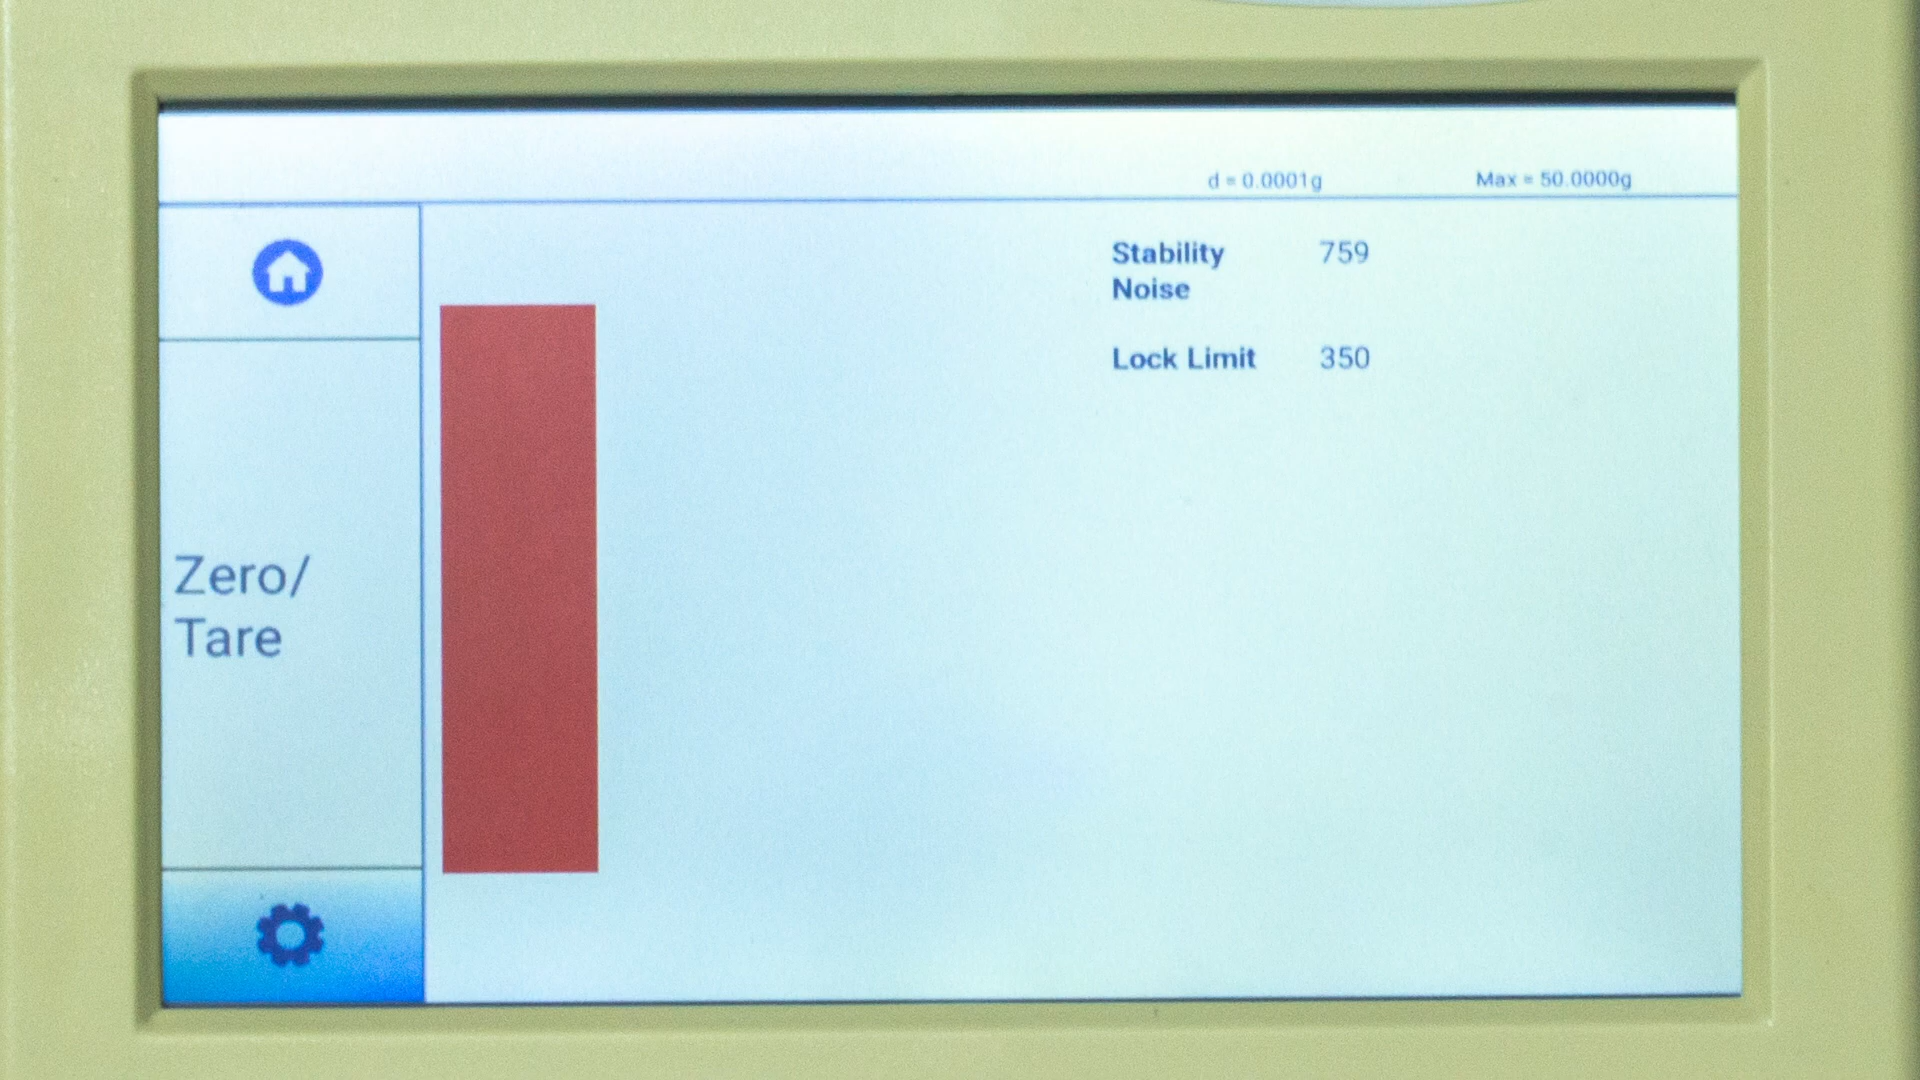 d = 0.0001g Max = 50.0000g
Stability 759
Noise
Lock Limit 350
Zero/
Tare